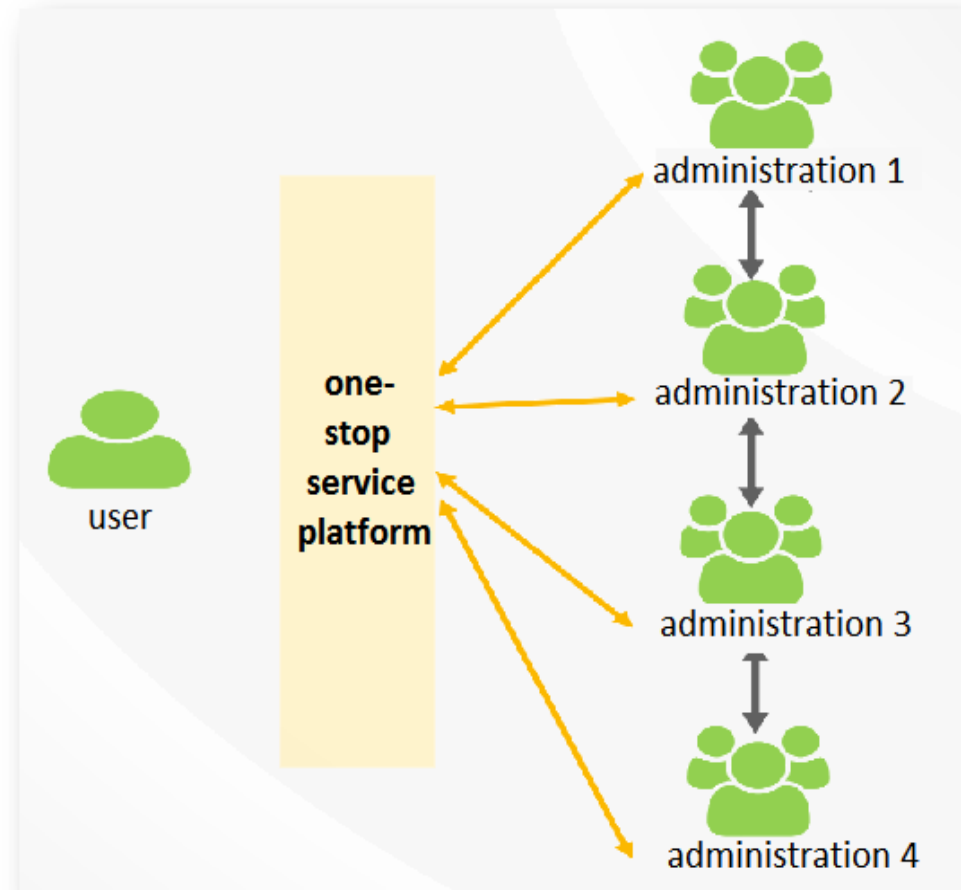 administration 1
administration 2
one-
stop
service
platform
user
administration 3
administration 4